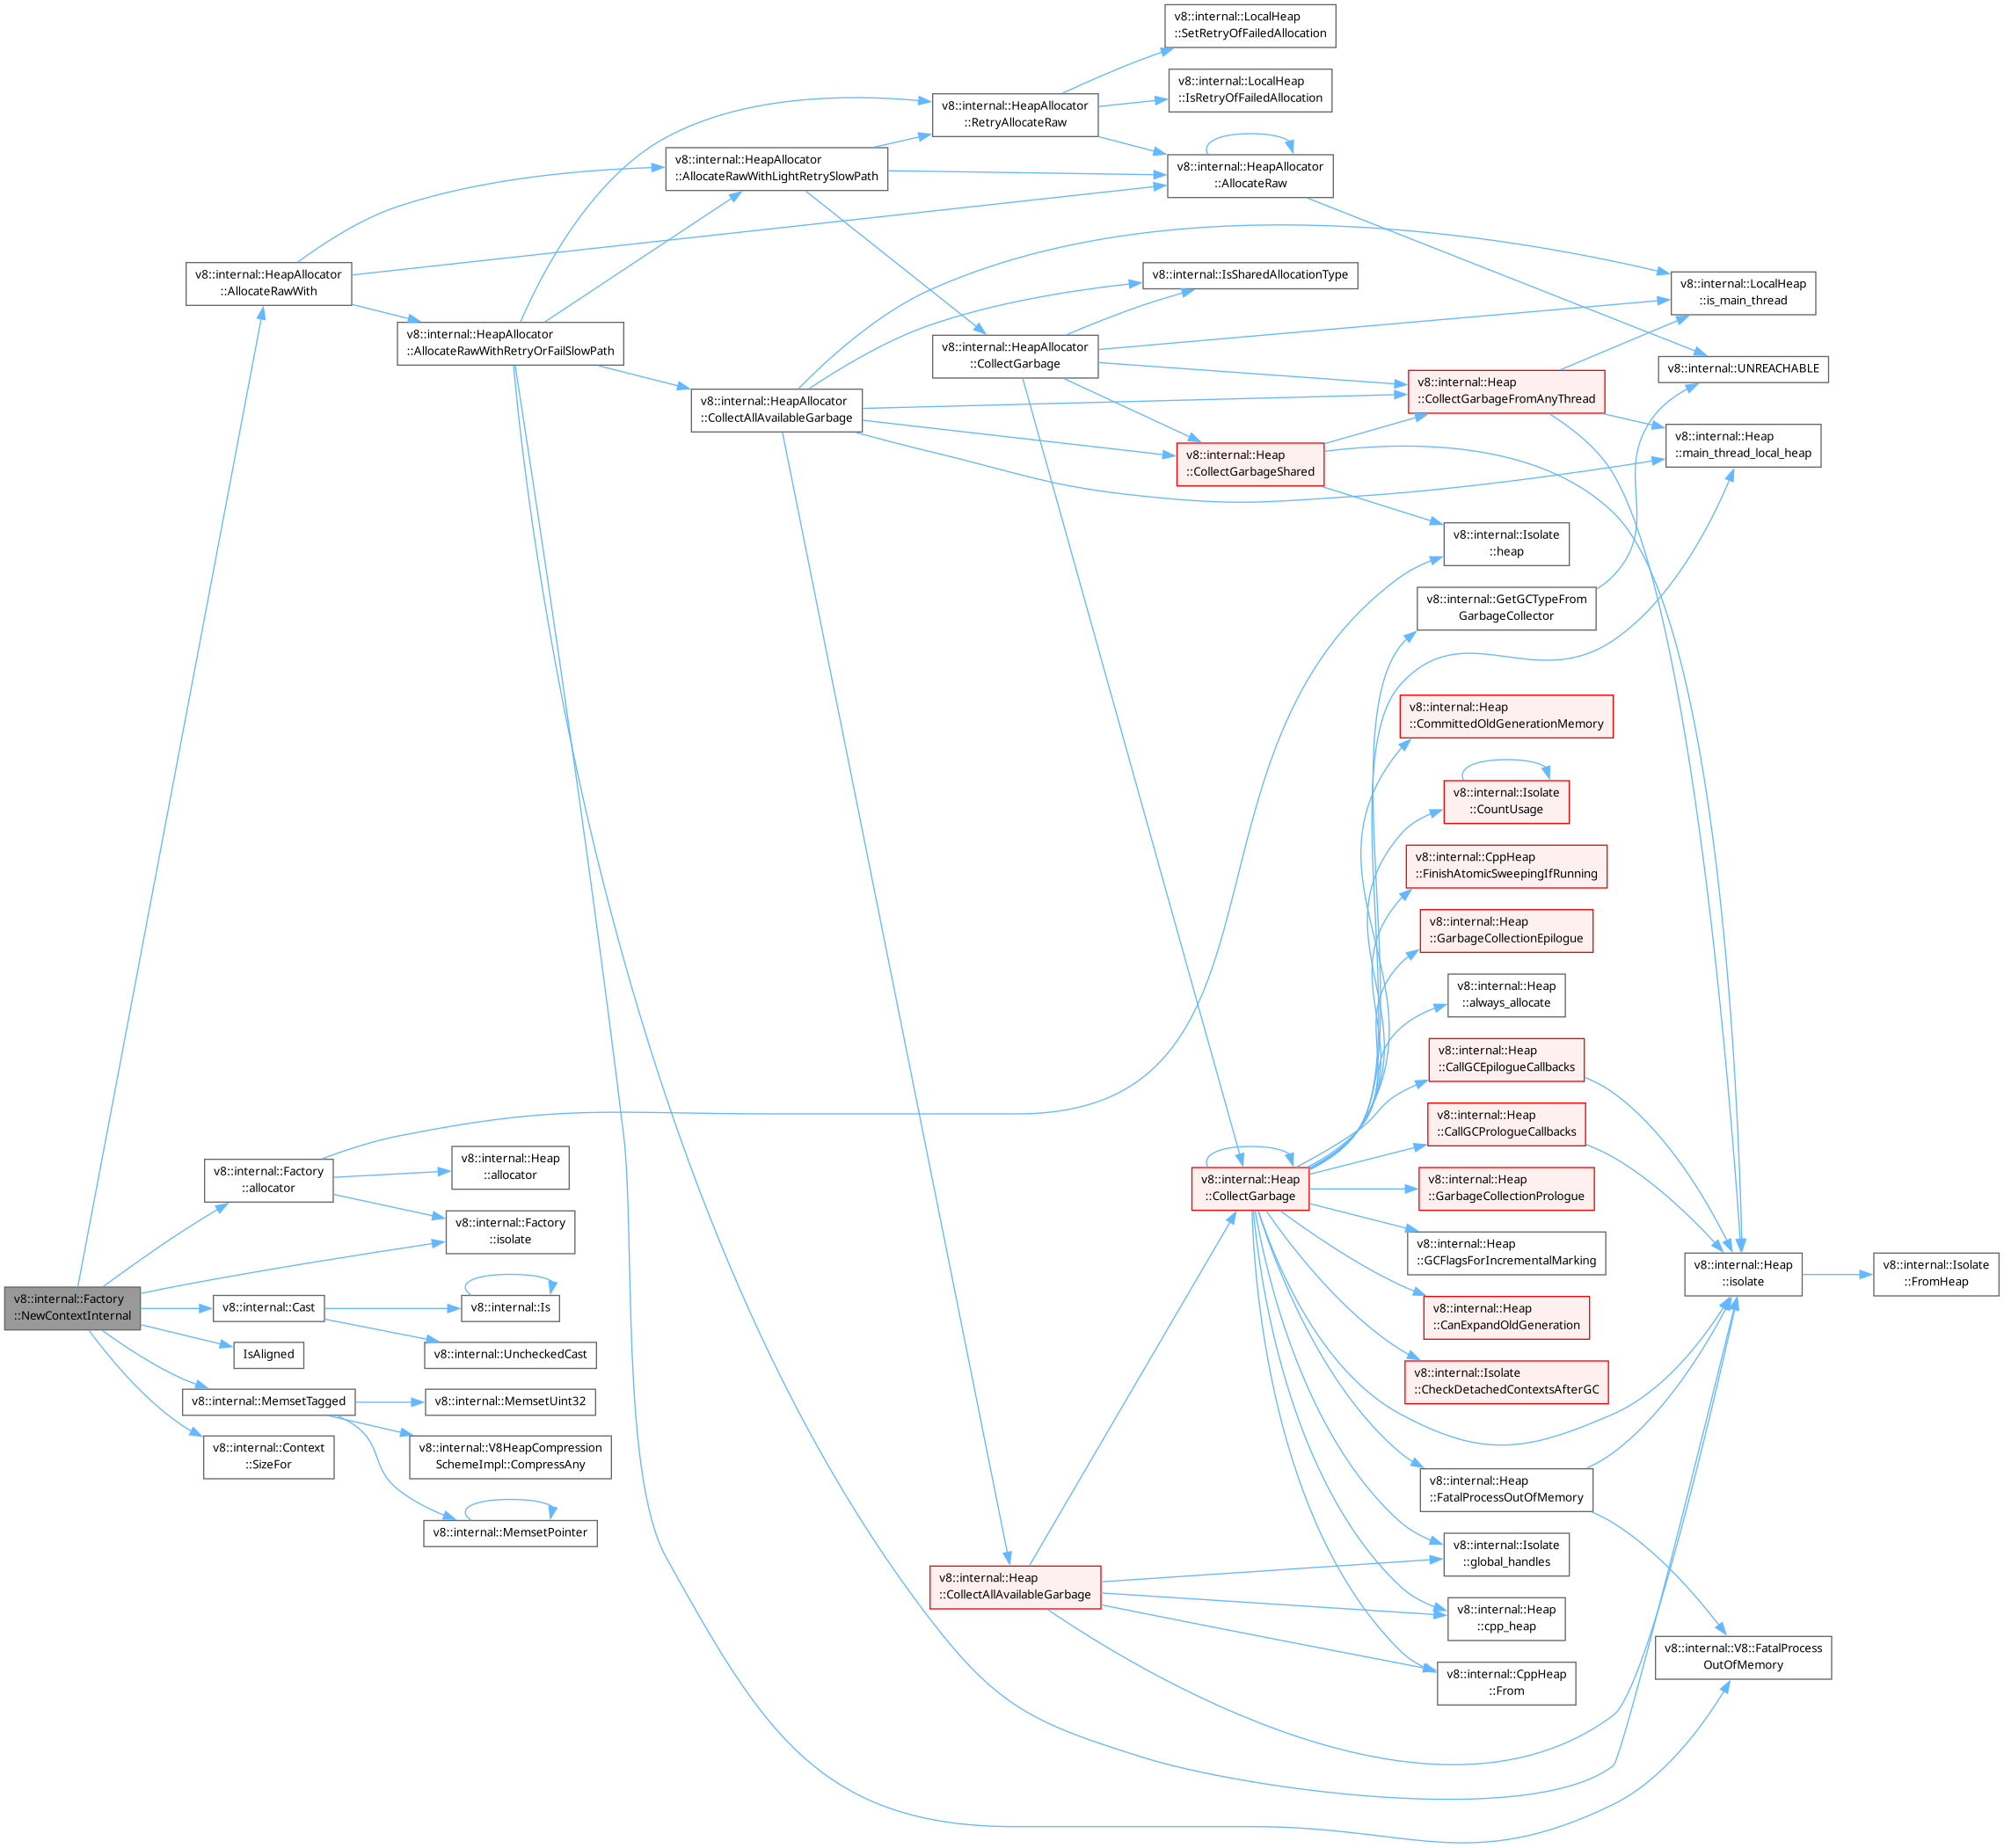 v8::internal::Factory
::NewContextInternal
v8::internal::HeapAllocator
::AllocateRawWith
v8::internal::Factory
::allocator
v8::internal::Cast
IsAligned
v8::internal::MemsetTagged
v8::internal::Context
::SizeFor
v8::internal::HeapAllocator
::AllocateRawWithRetryOrFailSlowPath
v8::internal::Heap
::allocator
v8::internal::Factory
::isolate
v8::internal::Is
v8::internal::UncheckedCast
v8::internal::MemsetUint32
v8::internal::V8HeapCompression
SchemeImpl::CompressAny
v8::internal::MemsetPointer
v8::internal::HeapAllocator
::AllocateRawWithLightRetrySlowPath
v8::internal::HeapAllocator
::CollectAllAvailableGarbage
v8::internal::HeapAllocator
::RetryAllocateRaw
v8::internal::HeapAllocator
::CollectGarbage
v8::internal::Heap
::CollectAllAvailableGarbage
v8::internal::LocalHeap
::SetRetryOfFailedAllocation
v8::internal::LocalHeap
::IsRetryOfFailedAllocation
v8::internal::HeapAllocator
::AllocateRaw
v8::internal::IsSharedAllocationType
v8::internal::Heap
::CollectGarbageShared
v8::internal::Heap
::CollectGarbage
v8::internal::Heap
::CollectGarbageFromAnyThread
v8::internal::Isolate
::heap
v8::internal::GetGCTypeFrom
GarbageCollector
v8::internal::Heap
::CommittedOldGenerationMemory
v8::internal::Isolate
::CountUsage
v8::internal::CppHeap
::FinishAtomicSweepingIfRunning
v8::internal::Heap
::GarbageCollectionEpilogue
v8::internal::Heap
::always_allocate
v8::internal::Heap
::CallGCEpilogueCallbacks
v8::internal::Heap
::CallGCPrologueCallbacks
v8::internal::Heap
::GarbageCollectionPrologue
v8::internal::Heap
::GCFlagsForIncrementalMarking
v8::internal::Heap
::CanExpandOldGeneration
v8::internal::Isolate
::CheckDetachedContextsAfterGC
v8::internal::Heap
::FatalProcessOutOfMemory
v8::internal::Isolate
::global_handles
v8::internal::Heap
::cpp_heap
v8::internal::CppHeap
::From
v8::internal::LocalHeap
::is_main_thread
v8::internal::UNREACHABLE
v8::internal::Heap
::main_thread_local_heap
v8::internal::Heap
::isolate
v8::internal::V8::FatalProcess
OutOfMemory
v8::internal::Isolate
::FromHeap